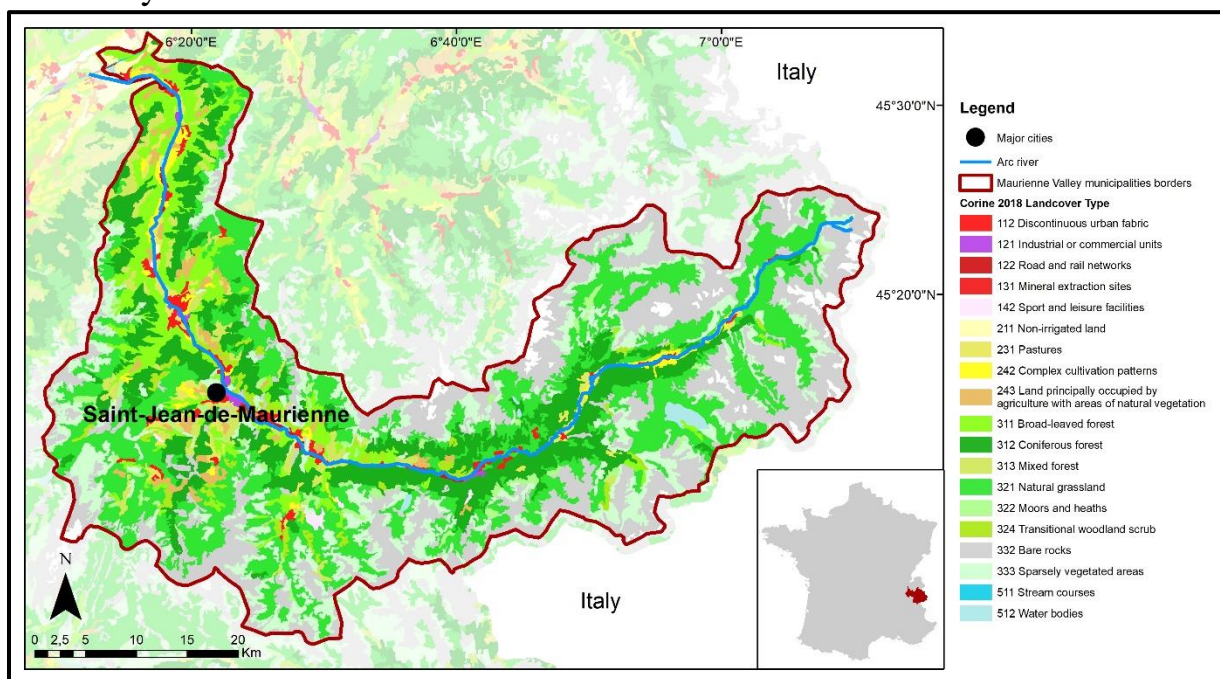 6°20'0"E
6°40'0"E
7°0'0"E
Italy
45°30'0"N
45°20'0"N
Saint-Jean-de-Maurienne
Italy
N
0 2,5 5 10 15 20
Km
Legend
Major cities
Arc river
Maurienne Valley municipalities borders
Corine 2018 Landcover Type
112 Discontinuous urban fabric
121 Industrial or commercial units
122 Road and rail networks
131 Mineral extraction sites
142 Sport and leisure facilities
211 Non-irrigated land
231 Pastures
242 Complex cultivation patterns
243 Land principally occupied by
agriculture with areas of natural vegetation
311 Broad-leaved forest
312 Coniferous forest
313 Mixed forest
321 Natural grassland
322 Moors and heaths
324 Transitional woodland scrub
332 Bare rocks
333 Sparsely vegetated areas
511 Stream courses
512 Water bodies